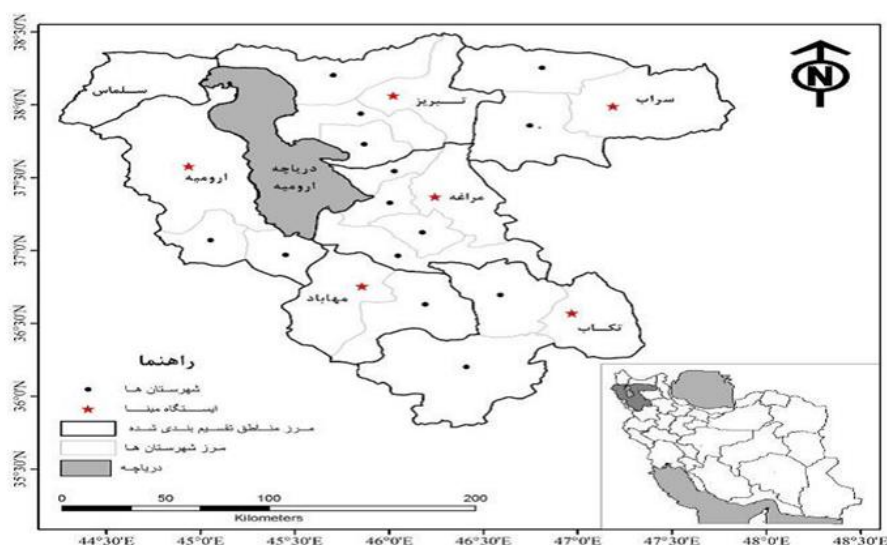 38°30'N
38°0'N
37°30'N
37°0'N
36°30'N
36°0'N
35°30'N
N
سلماس
تبریز
سراب
ارومیه
دریاچه
ارومیه
مراغه
مهاباد
تکاب
راهنما
شهرستان ها
ایستگاه مبنا
مرز مناطق تقسیم بندی شده
مرز شهرستان ها
دریاچه
0 50 100 200
Kilometers
44°30'E 45°0'E 45°30'E 46°0'E 46°30'E 47°0'E 47°30'E 48°0'E 48°30'E